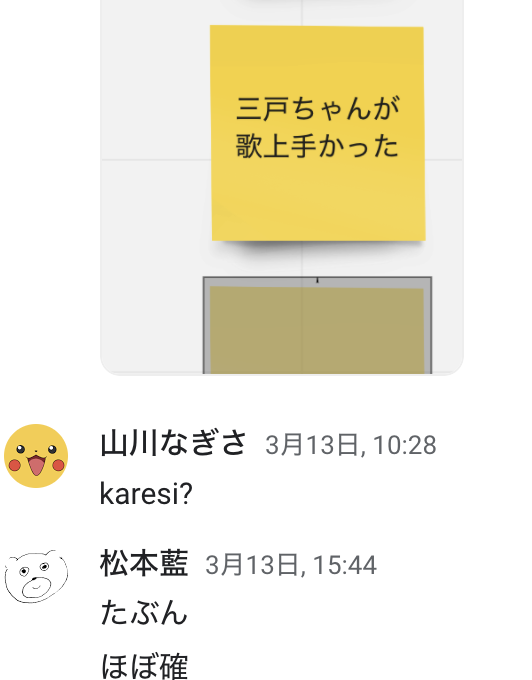 三戸ちゃんが
歌上手かった
山川なぎさ 3月13日, 10:28
karesi?
松本藍 3月13日, 15:44
たぶん
ほぼ確